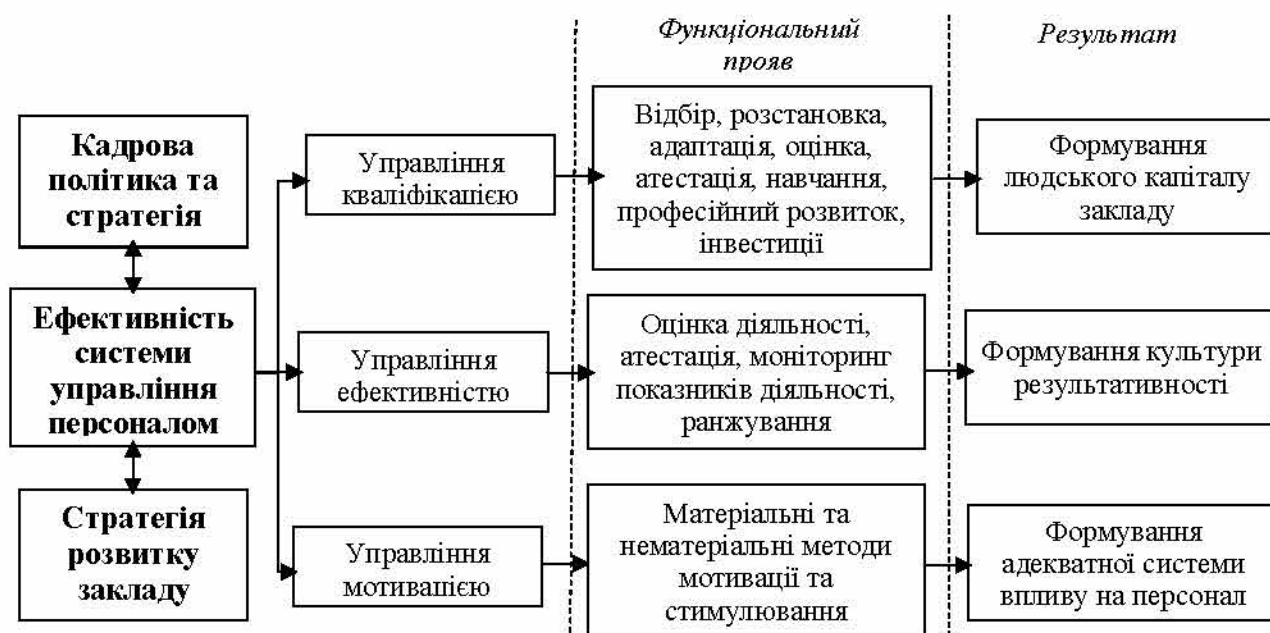 Функціональний
прояв
Результат
Кадрова
політика та
стратегія
Ефективність
системи
управління
персоналом
Стратегія
розвитку
закладу
Управління
кваліфікашією
Управління
ефективністю
Управління
мотивашією
Відбір, розстановка,
адаптація, оцінка,
атестація, навчання,
професійний розвиток,
інвестиції
Оцінка діяльності,
атестація, моніторинг
показників діяльності,
ранжування
Матеріальні та
нематеріальні методи
мотивації та
стимулювання
Формування
людського капіталу
закладу
Формування культури
результативності
Формування
адекватної системи
впливу на персонал